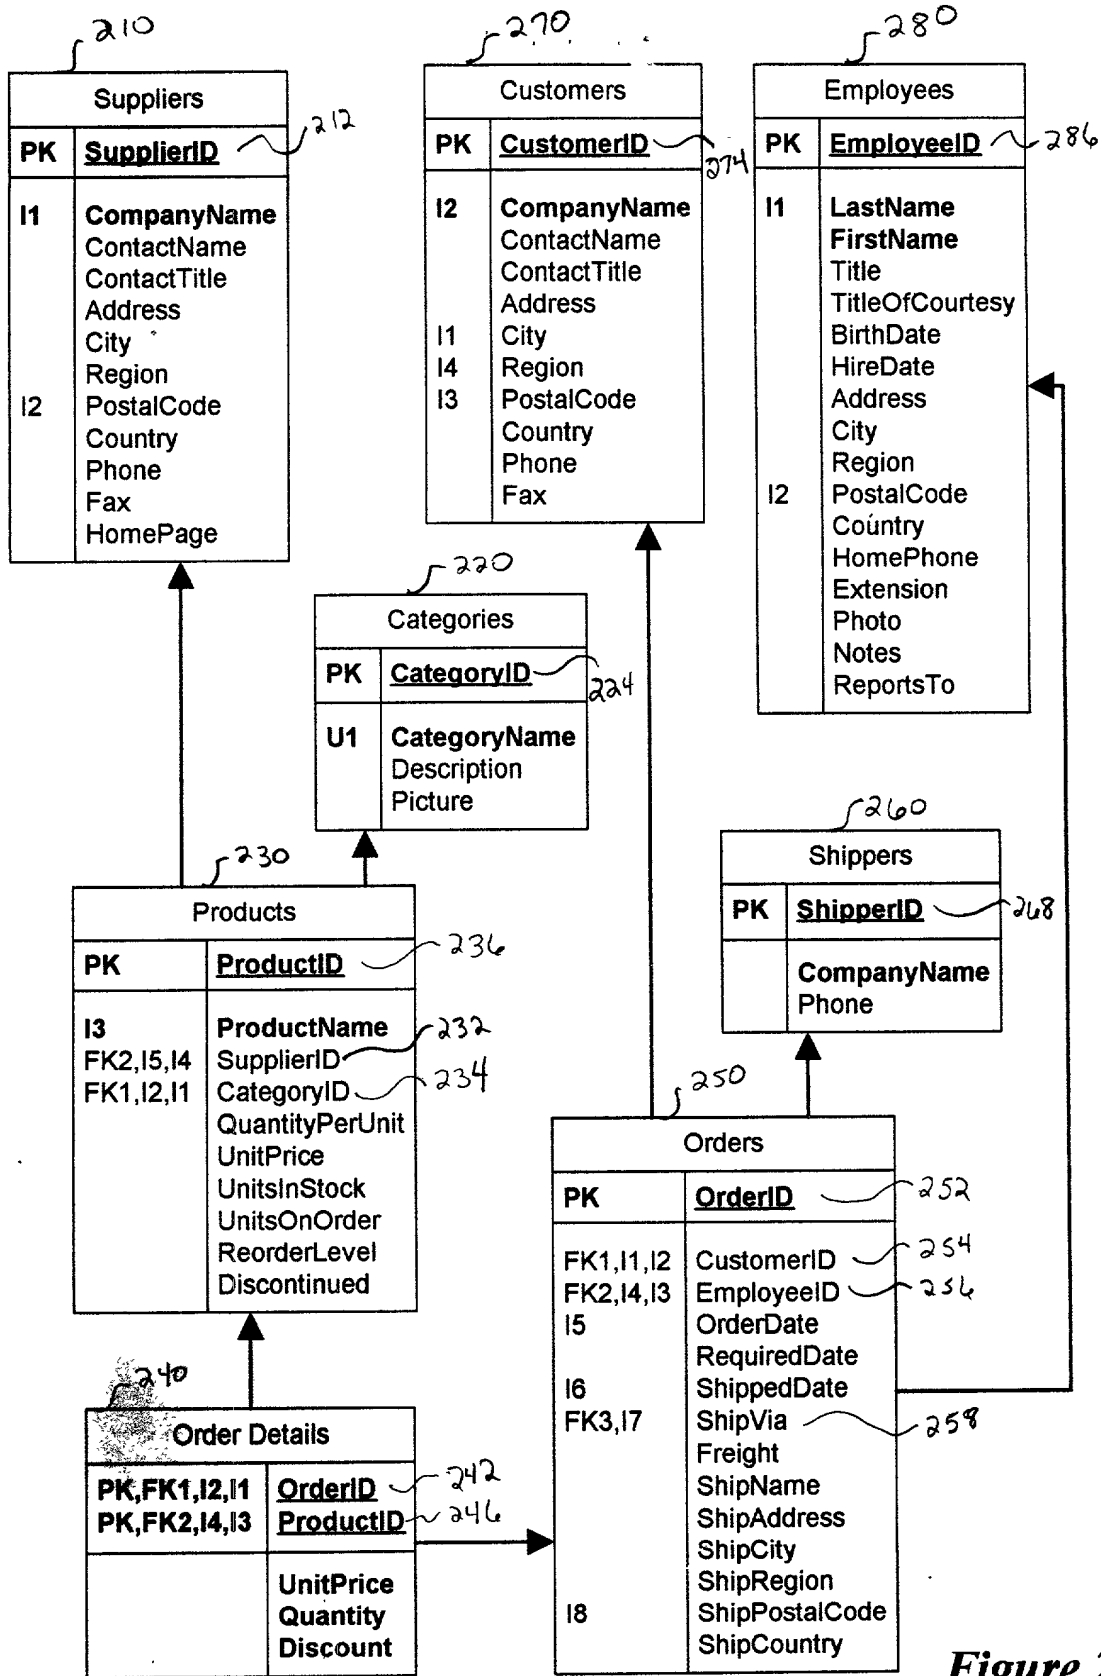 210
Suppliers
PK SupplierID 212
I1 CompanyName
ContactName
ContactTitle
Address
City
Region
I2 PostalCode
Country
Phone
Fax
HomePage
270
Customers
PK CustomerID 274
I2 CompanyName
ContactName
ContactTitle
Address
I1 City
I4 Region
I3 PostalCode
Country
Phone
Fax
280
Employees
PK EmployeeID 286
I1 LastName
FirstName
Title
TitleOfCourtesy
BirthDate
HireDate
Address
City
Region
I2 PostalCode
Country
HomePhone
Extension
Photo
Notes
ReportsTo
220
Categories
PK CategoryID 224
U1 CategoryName
Description
Picture
260
Shippers
PK ShipperID 268
CompanyName
Phone
230
Products
PK ProductID 236
I3 ProductName
FK2,I5,I4 SupplierID 232
FK1,I2,I1 CategoryID 234
QuantityPerUnit
UnitPrice
UnitsInStock
UnitsOnOrder
ReorderLevel
Discontinued
250
Orders
PK OrderID 252
FK1,I1,I2 CustomerID 254
FK2,I4,I3 EmployeeID 256
I5 OrderDate
RequiredDate
I6 ShippedDate
FK3,I7 ShipVia 258
Freight
ShipName
ShipAddress
ShipCity
ShipRegion
I8 ShipPostalCode
ShipCountry
240
Order Details
PK,FK1,I2,I1 OrderID 242
PK,FK2,I4,I3 ProductID 246
UnitPrice
Quantity
Discount
Figure